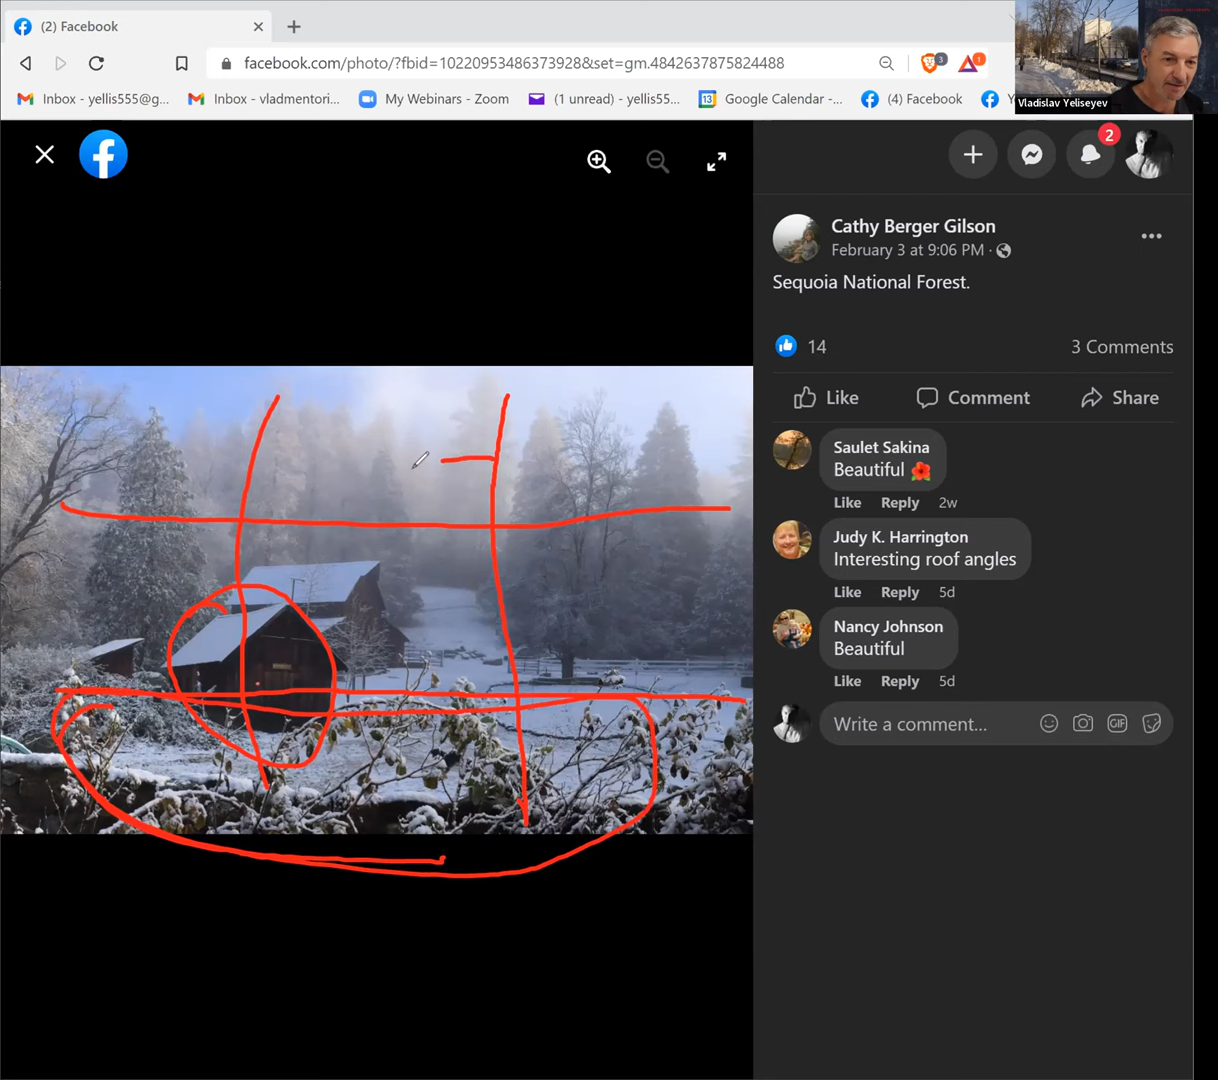 (2) Facebook
facebook.com/photo/?fbid=10220953486373928&set=gm.4842637875824488
3
1
Inbox - yellis555@g...
Inbox - vladmentori...
My Webinars - Zoom
(1 unread) - yellis55...
13
Google Calendar -...
(4) Facebook
Y
Vladislav Yeliseyev
2
Cathy Berger Gilson
February 3 at 9:06 PM ·
Sequoia National Forest.
14
3 Comments
Like
Comment
Share
Saulet Sakina
Beautiful
Like Reply 2w
Judy K. Harrington
Interesting roof angles
Like Reply 5d
Nancy Johnson
Beautiful
Like Reply 5d
Write a comment...
GIF